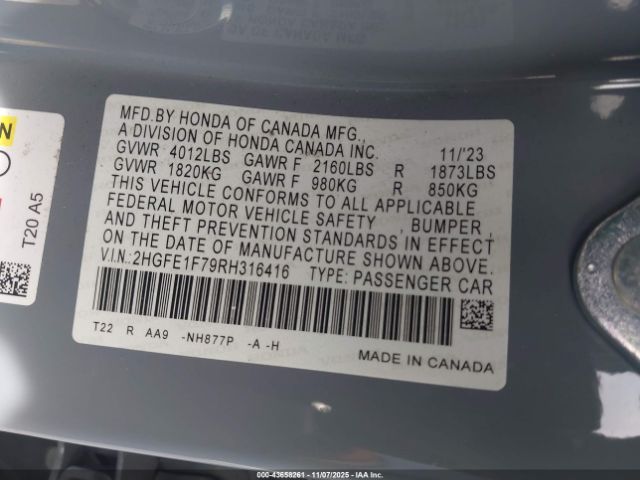 MFD.BY HONDA OF CANADA MFG.,
A DIVISION OF HONDA CANADA INC. 11/'23
GVWR 4012LBS GAWR F 2160LBS R 1873LBS
GVWR 1820KG GAWR F 980KG R 850KG
THIS VEHICLE CONFORMS TO ALL APPLICABLE
FEDERAL MOTOR VEHICLE SAFETY , BUMPER ,
AND THEFT PREVENTION STANDARDS IN EFFECT
ON THE DATE OF MANUFACTURE SHOWN ABOVE.
V.I.N.:2HGFE1F79RH316416 TYPE: PASSENGER CAR
T22 R AA9 -NH877P -A -H
MADE IN CANADA
T20 A5
000-43658261 - 11/07/2025 - IAA Inc.